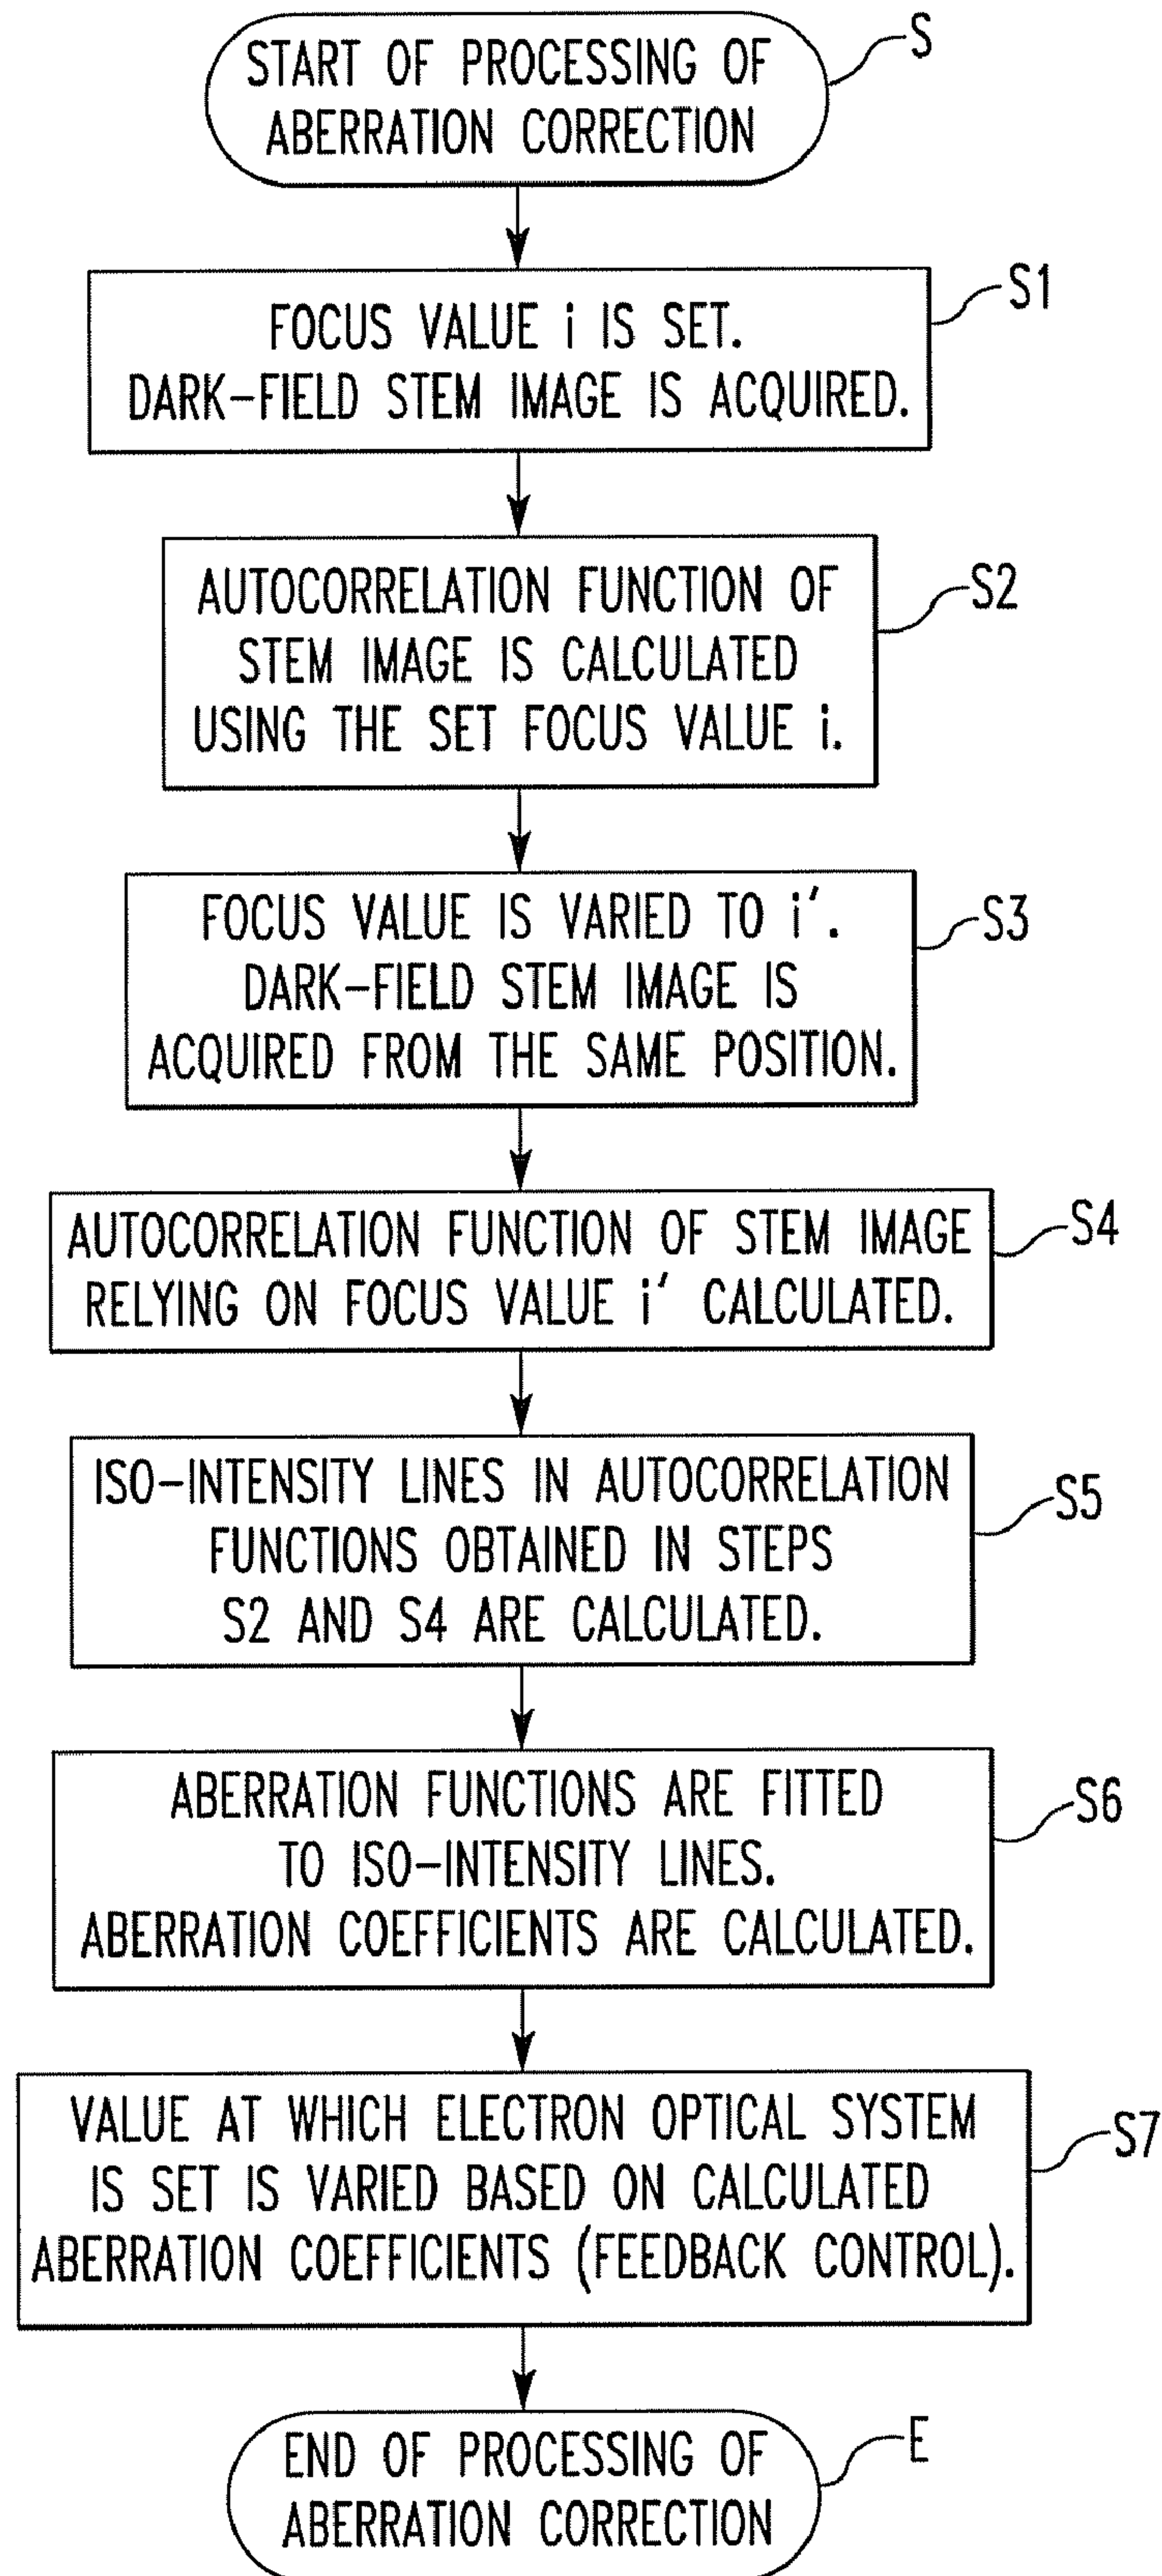 START OF PROCESSING OF
ABERRATION CORRECTION
S
FOCUS VALUE i IS SET.
DARK-FIELD STEM IMAGE IS ACQUIRED.
S1
AUTOCORRELATION FUNCTION OF
STEM IMAGE IS CALCULATED
USING THE SET FOCUS VALUE i.
S2
FOCUS VALUE IS VARIED TO i'.
DARK-FIELD STEM IMAGE IS
ACQUIRED FROM THE SAME POSITION.
S3
AUTOCORRELATION FUNCTION OF STEM IMAGE
RELYING ON FOCUS VALUE i' CALCULATED.
S4
ISO-INTENSITY LINES IN AUTOCORRELATION
FUNCTIONS OBTAINED IN STEPS
S2 AND S4 ARE CALCULATED.
S5
ABERRATION FUNCTIONS ARE FITTED
TO ISO-INTENSITY LINES.
ABERRATION COEFFICIENTS ARE CALCULATED.
S6
VALUE AT WHICH ELECTRON OPTICAL SYSTEM
IS SET IS VARIED BASED ON CALCULATED
ABERRATION COEFFICIENTS (FEEDBACK CONTROL).
S7
END OF PROCESSING OF
ABERRATION CORRECTION
E